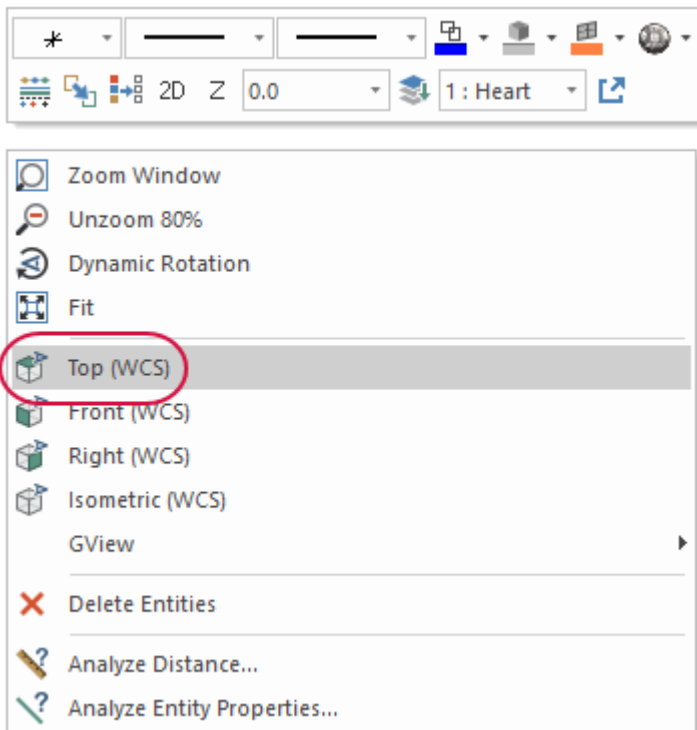 2D Z 0.0 1 : Heart
Zoom Window
Unzoom 80%
Dynamic Rotation
Fit
Top (WCS)
Front (WCS)
Right (WCS)
Isometric (WCS)
GView
Delete Entities
Analyze Distance...
Analyze Entity Properties...